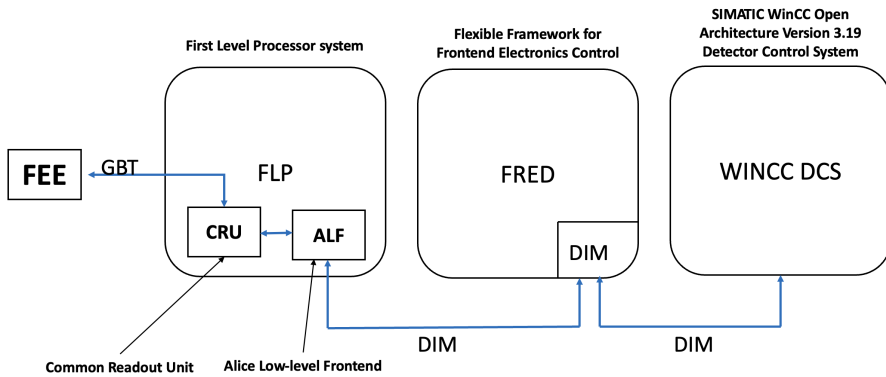 SIMATIC WinCC Open
Architecture Version 3.19
Detector Control System
Flexible Framework for
Frontend Electronics Control
First Level Processor system
FEE
GBT
FLP
FRED
WINCC DCS
CRU
ALF
DIM
DIM
DIM
Common Readout Unit
Alice Low-level Frontend